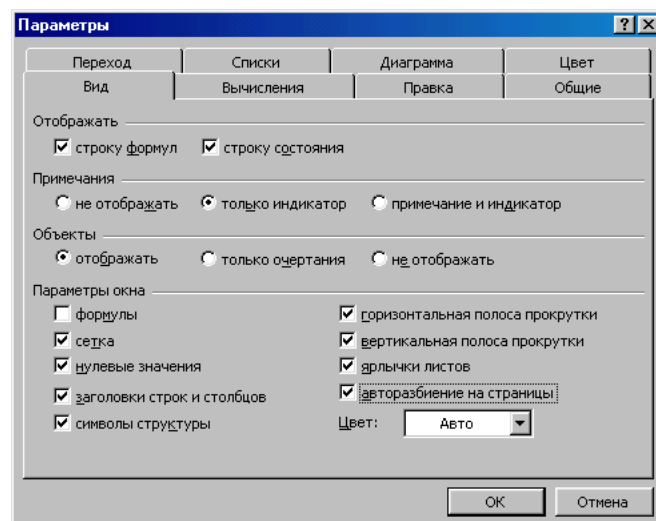 Параметры
Переход Списки Диаграмма Цвет
Вид Вычисления Правка Общие
Отображать
строку формул строку состояния
Примечания
не отображать только индикатор примечание и индикатор
Объекты
отображать только очертания не отображать
Параметры окна
формулы горизонтальная полоса прокрутки
сетка вертикальная полоса прокрутки
нулевые значения ярлычки листов
заголовки строк и столбцов авторазбиение на страницы
символы структуры Цвет: Авто
ОК Отмена